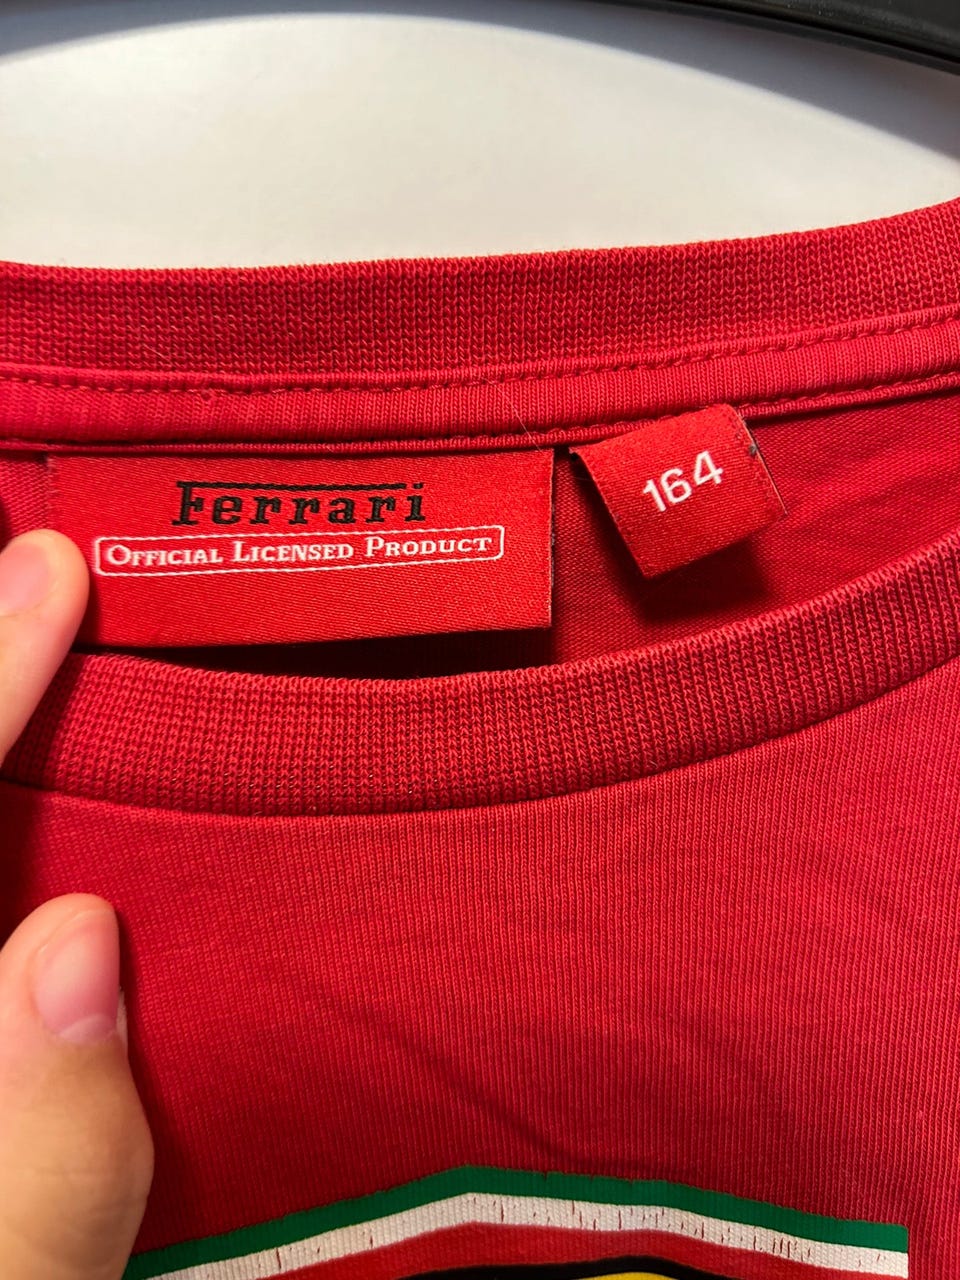 Ferrari
Official Licensed Product
164